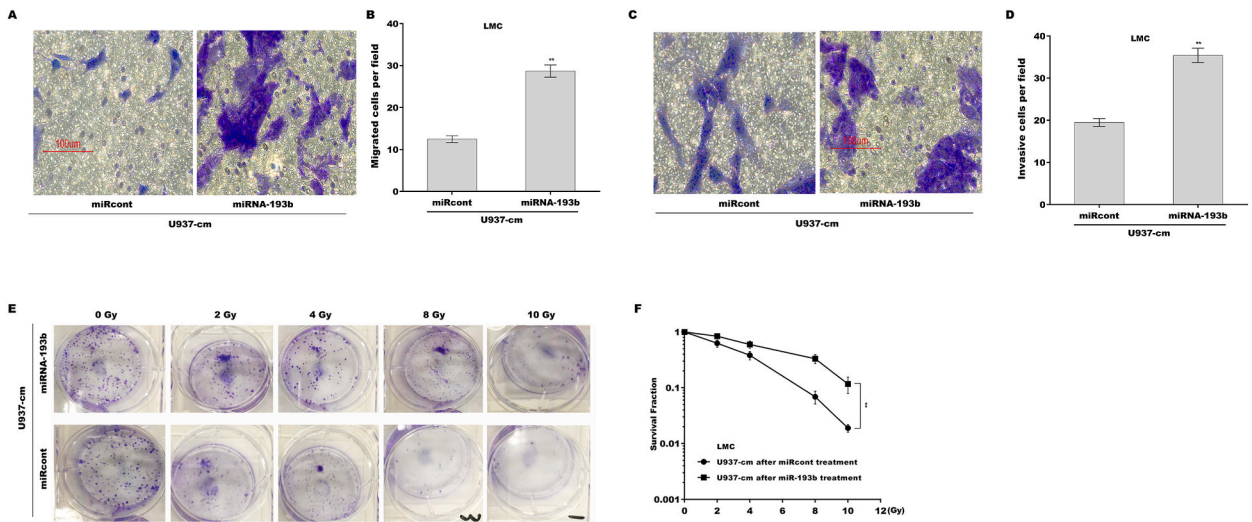 A
100um
miRcont
miRNA-193b
U937-cm
B
LMC
Migrated cells per field
40
30
20
10
0
**
miRcont
miRNA-193b
U937-cm
C
miRcont
miRNA-193b
U937-cm
D
LMC
Invasive cells per field
40
30
20
10
0
**
miRcont
miRNA-193b
U937-cm
E
0 Gy
2 Gy
4 Gy
8 Gy
10 Gy
U937-cm
miRNA-193b
miRcont
F
Survival Fraction
1
0.1
0.01
0.001
**
LMC
U937-cm after miRcont treatment
U937-cm after miR-193b treatment
0
2
4
6
8
10
12
(Gy)